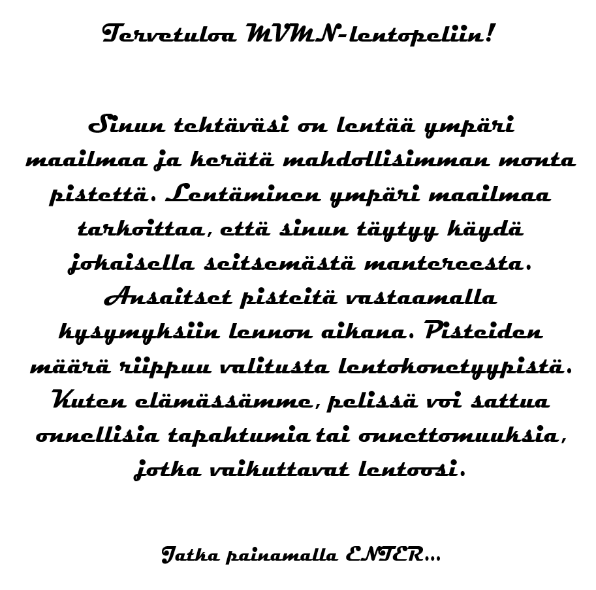 Tervetuloa MVMN-lentopeliin!
Sinun tehtäväsi on lentää ympäri
maailmaa ja kerätä mahdollisimman monta
pistettä. Lentäminen ympäri maailmaa
tarkoittaa, että sinun täytyy käydä
jokaisella seitsemästä mantereesta.
Ansaitset pisteitä vastaamalla
kysymyksiin lennon aikana. Pisteiden
määrä riippuu valitusta lentokonetyypistä.
Kuten elämässämme, pelissä voi sattua
onnellisia tapahtumia tai onnettomuuksia,
jotka vaikuttavat lentoosi.
Jatka painamalla ENTER...